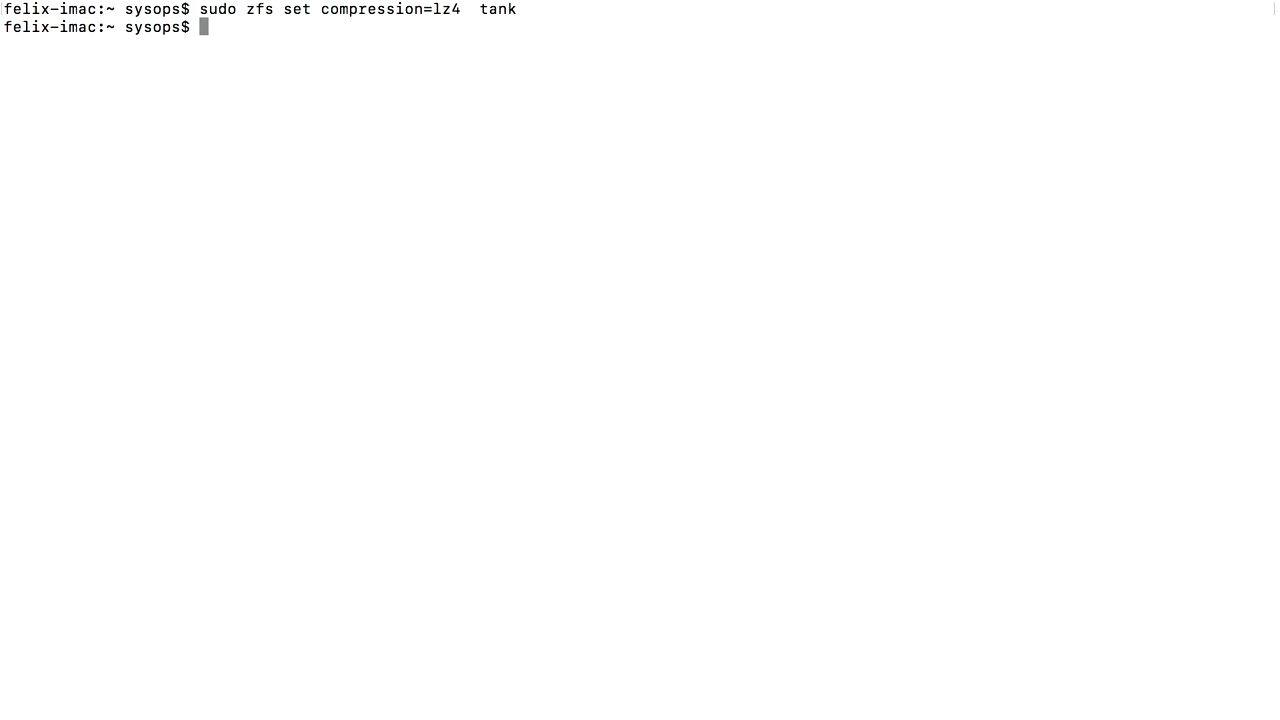 felix-imac:~ sysops$ sudo zfs set compression=lz4  tank
felix-imac:~ sysops$